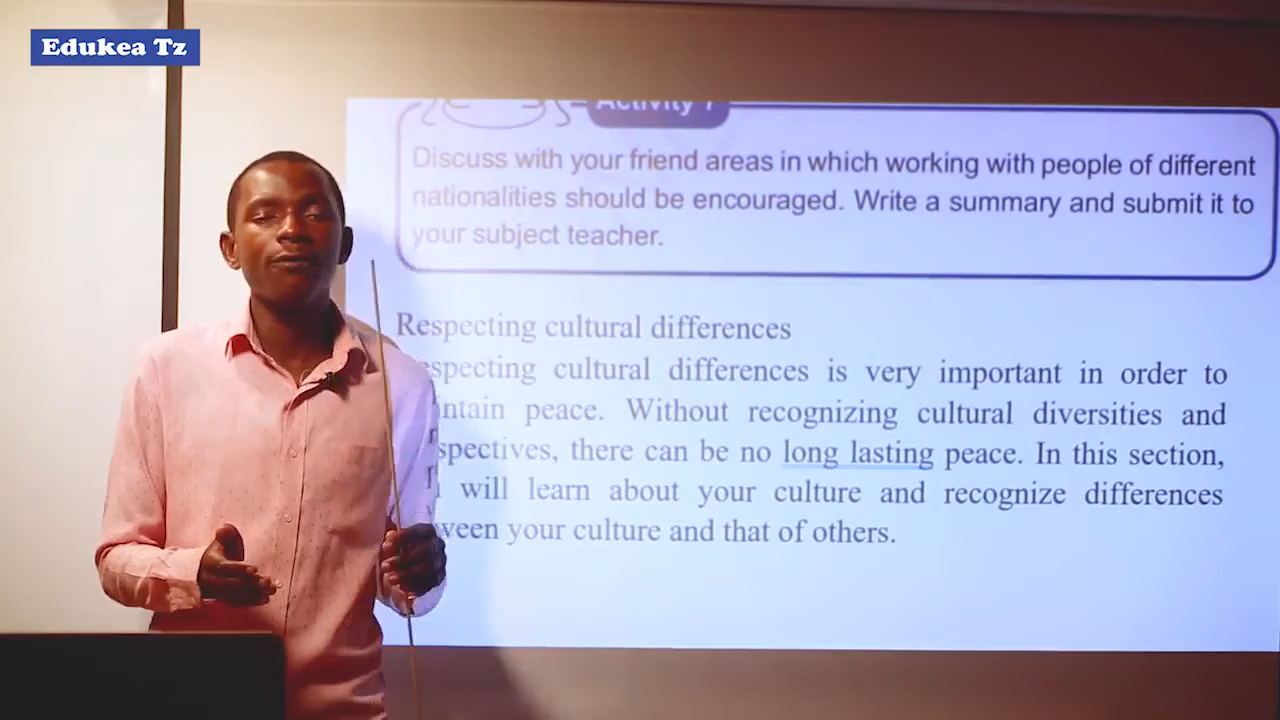 Edukea Tz
Activity 7
Discuss with your friend areas in which working with people of different
nationalities should be encouraged. Write a summary and submit it to
your subject teacher.
Respecting cultural differences
especting cultural differences is very important in order to
ntain peace. Without recognizing cultural diversities and
spectives, there can be no long lasting peace. In this section,
will learn about your culture and recognize differences
ween your culture and that of others.